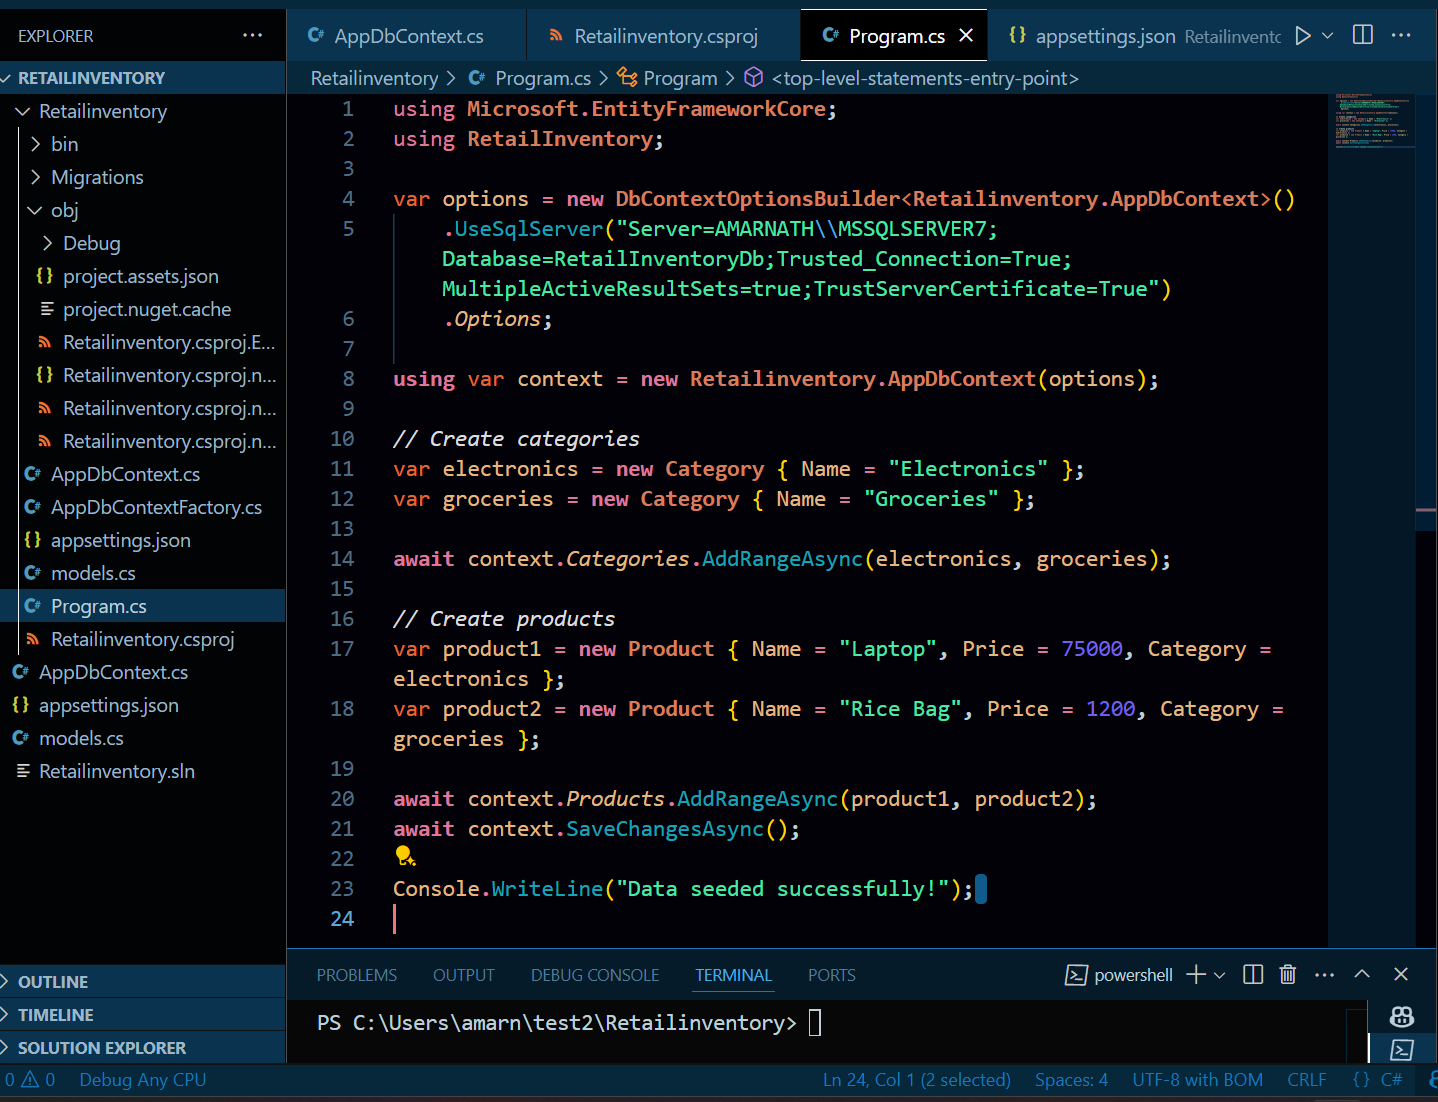 EXPLORER
RETAILINVENTORY
Retailinventory
bin
Migrations
obj
Debug
project.assets.json
project.nuget.cache
Retailinventory.csproj.E...
Retailinventory.csproj.n...
Retailinventory.csproj.n...
Retailinventory.csproj.n...
AppDbContext.cs
AppDbContextFactory.cs
appsettings.json
models.cs
Program.cs
Retailinventory.csproj
AppDbContext.cs
appsettings.json
models.cs
Retailinventory.sln
OUTLINE
TIMELINE
SOLUTION EXPLORER
AppDbContext.cs Retailinventory.csproj Program.cs appsettings.json Retailinventc
Retailinventory > Program.cs > Program > <top-level-statements-entry-point>
1 using Microsoft.EntityFrameworkCore;
2 using RetailInventory;
3
4 var options = new DbContextOptionsBuilder<Retailinventory.AppDbContext>()
5 .UseSqlServer("Server=AMARNATH\\MSSQLSERVER7;
Database=RetailInventoryDb;Trusted_Connection=True;
MultipleActiveResultSets=true;TrustServerCertificate=True")
6 .Options;
7
8 using var context = new Retailinventory.AppDbContext(options);
9
10 // Create categories
11 var electronics = new Category { Name = "Electronics" };
12 var groceries = new Category { Name = "Groceries" };
13
14 await context.Categories.AddRangeAsync(electronics, groceries);
15
16 // Create products
17 var product1 = new Product { Name = "Laptop", Price = 75000, Category =
electronics };
18 var product2 = new Product { Name = "Rice Bag", Price = 1200, Category =
groceries };
19
20 await context.Products.AddRangeAsync(product1, product2);
21 await context.SaveChangesAsync();
22
23 Console.WriteLine("Data seeded successfully!");
24
PROBLEMS OUTPUT DEBUG CONSOLE TERMINAL PORTS powershell
PS C:\Users\amarn\test2\Retailinventory>
0 0 Debug Any CPU Ln 24, Col 1 (2 selected) Spaces: 4 UTF-8 with BOM CRLF {} C#